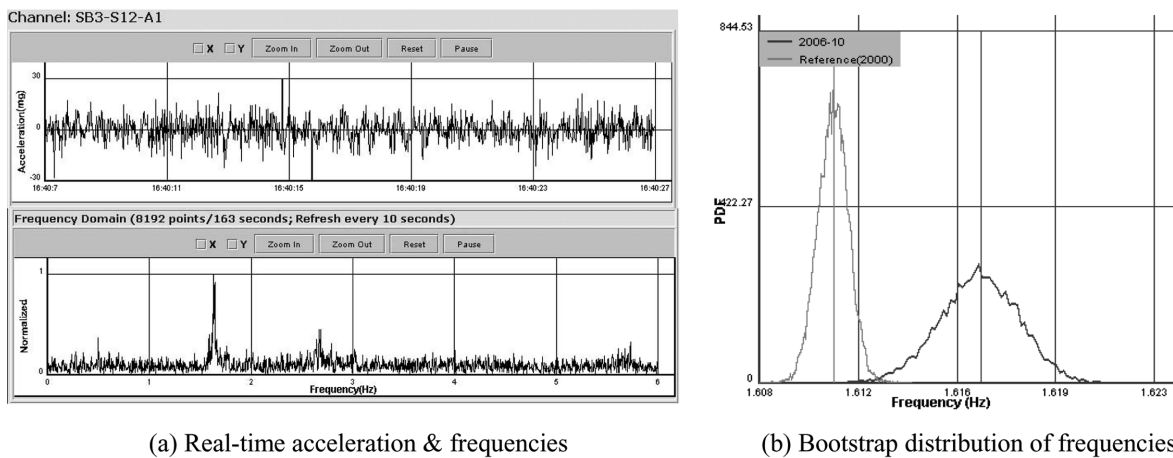 Channel: SB3-S12-A1
X Y Zoom In Zoom Out Reset Pause
Acceleration(mg)
30
0
-30
16:40:7 16:40:11 16:40:15 16:40:19 16:40:23 16:40:27
Frequency Domain (8192 points/163 seconds; Refresh every 10 seconds)
X Y Zoom In Zoom Out Reset Pause
Normalized
1
0
0 1 2 3 4 5 6
Frequency(Hz)
(a) Real-time acceleration & frequencies
844.53
2006-10
Reference(2000)
PDF
422.27
0
1.608 1.612 1.616 1.619 1.623
Frequency (Hz)
(b) Bootstrap distribution of frequencies